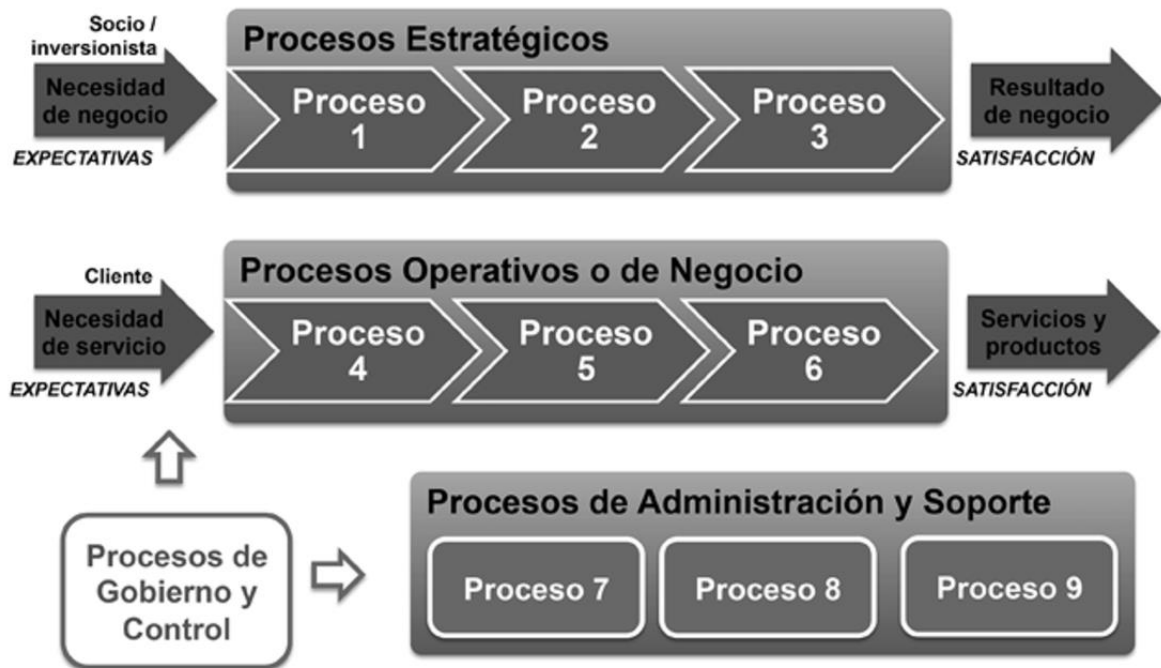 Socio /
inversionista
Necesidad
de negocio
EXPECTATIVAS
Procesos Estratégicos
Proceso
1
Proceso
2
Proceso
3
Resultado
de negocio
SATISFACCIÓN
Cliente
Necesidad
de servicio
EXPECTATIVAS
Procesos Operativos o de Negocio
Proceso
4
Proceso
5
Proceso
6
Servicios y
productos
SATISFACCIÓN
Procesos de
Gobierno y
Control
Procesos de Administración y Soporte
Proceso 7
Proceso 8
Proceso 9